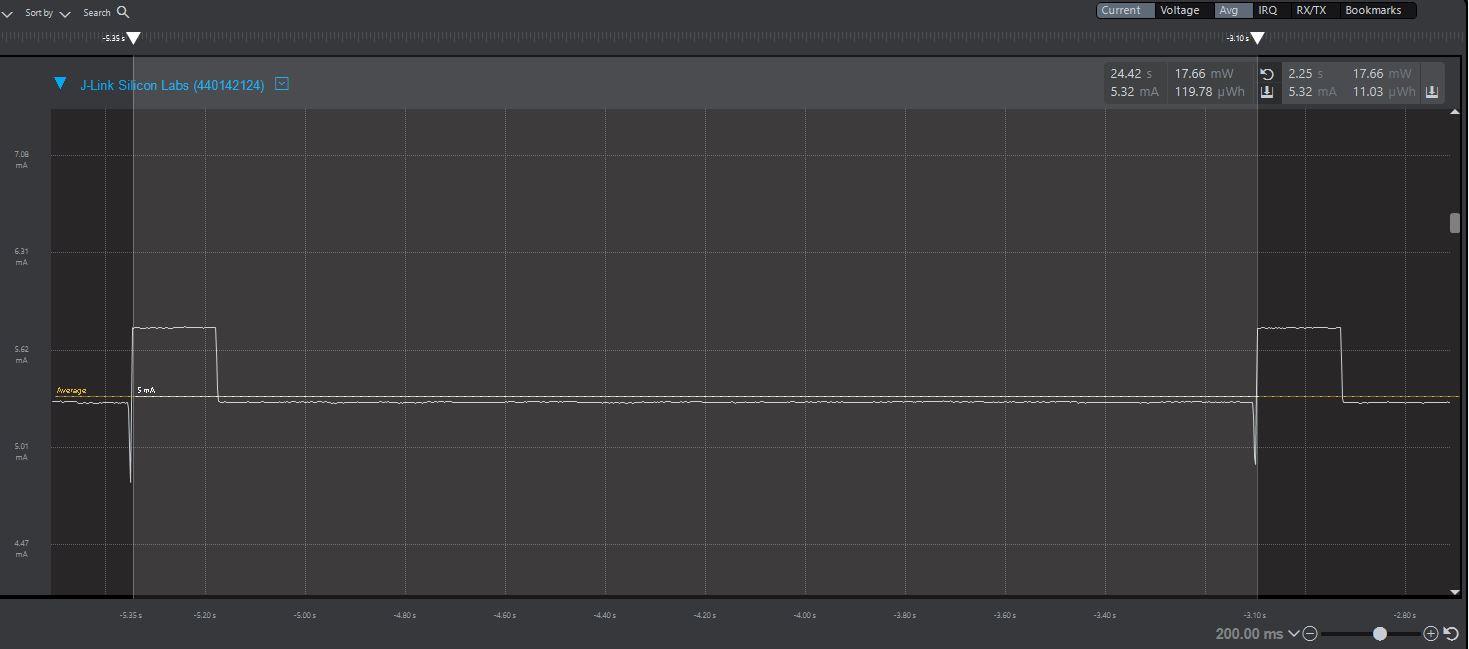 Sort by Search Current Voltage Avg IRQ RX/TX Bookmarks
-5.35 s -3.10 s
J-Link Silicon Labs (440142124)
24.42 s 17.66 mW 2.25 s 17.66 mW
5.32 mA 119.78 µWh 5.32 mA 11.03 µWh
7.08
mA
6.31
mA
5.62
mA
Average 5 mA
5.01
mA
4.47
mA
-5.35 s -5.20 s -5.00 s -4.80 s -4.60 s -4.40 s -4.20 s -4.00 s -3.80 s -3.60 s -3.40 s -3.10 s -2.80 s
200.00 ms